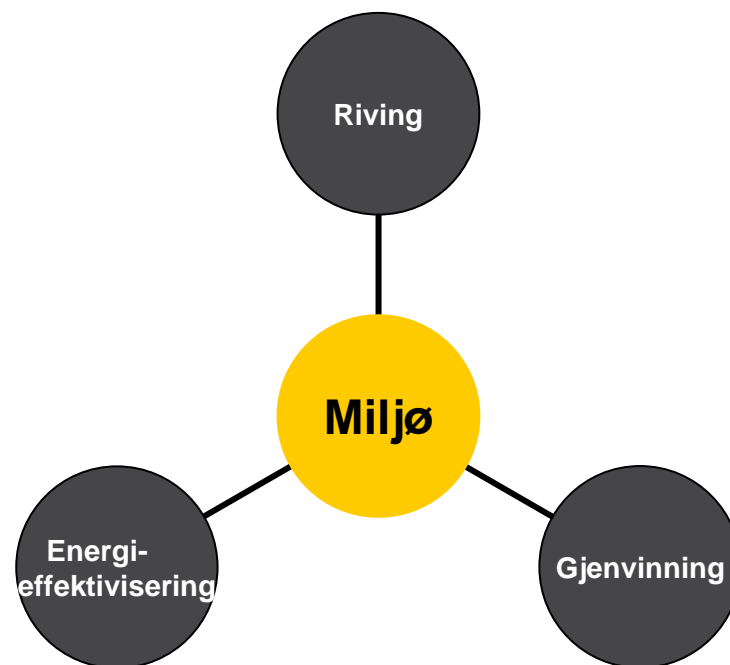 Riving
Miljø
Energi-
effektivisering
Gjenvinning